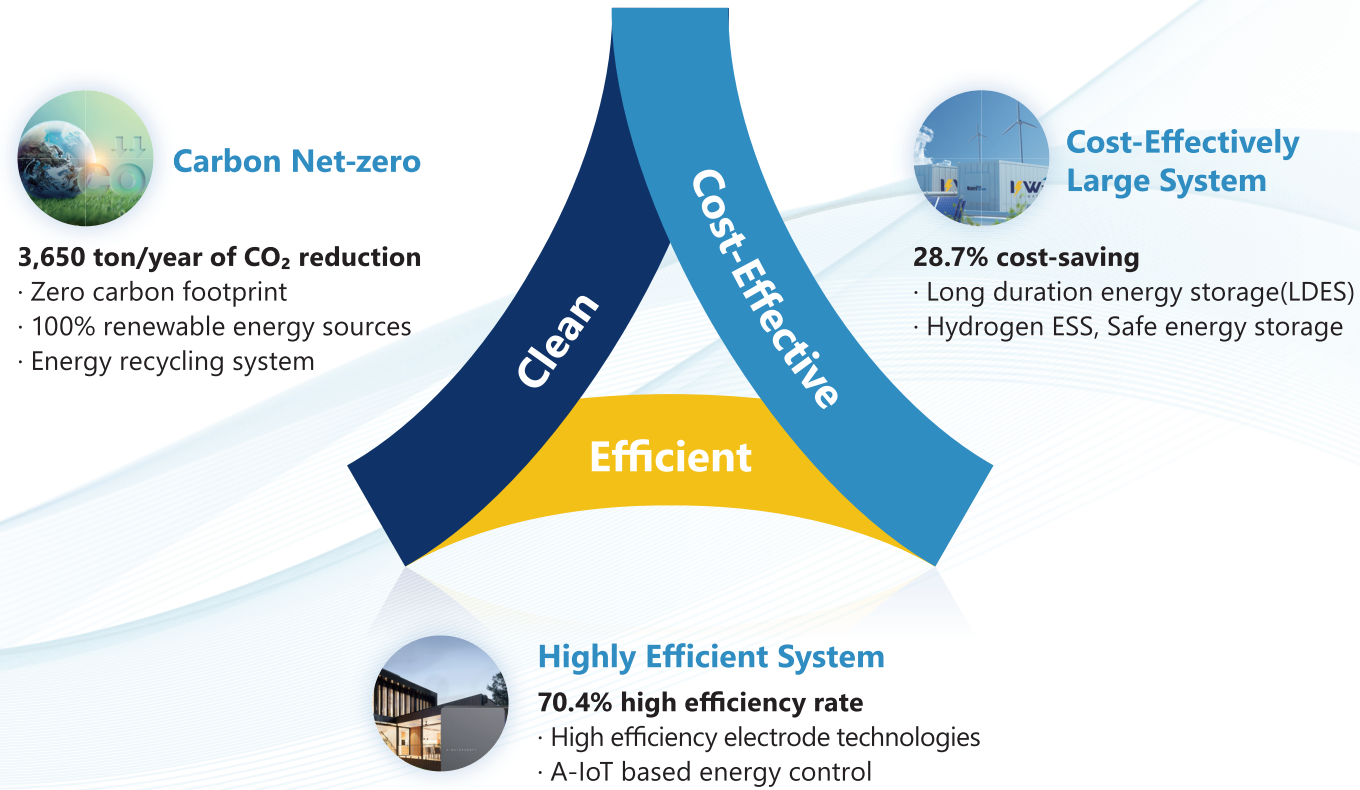 Carbon Net-zero
3,650 ton/year of CO₂ reduction
· Zero carbon footprint
· 100% renewable energy sources
· Energy recycling system
Clean
Cost-Effective
Efficient
Cost-Effectively
Large System
28.7% cost-saving
· Long duration energy storage(LDES)
· Hydrogen ESS, Safe energy storage
Highly Efficient System
70.4% high efficiency rate
· High efficiency electrode technologies
· A-IoT based energy control